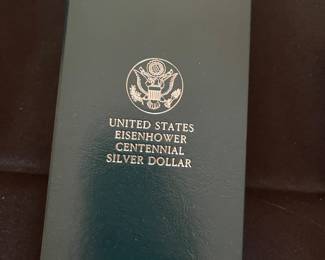 UNITED STATES
EISENHOWER
CENTENNIAL
SILVER DOLLAR